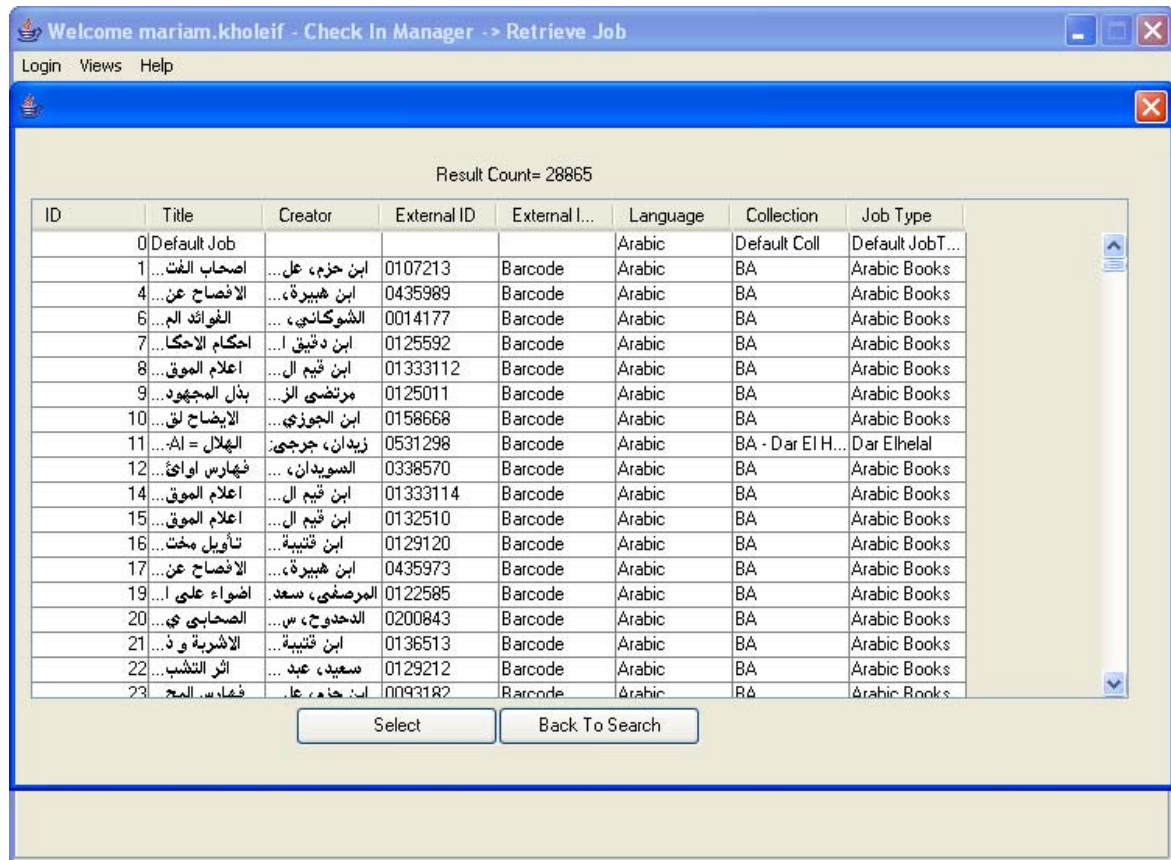 Welcome mariam.kholeif - Check In Manager -> Retrieve Job
Login Views Help
Result Count= 28865
ID Title Creator External ID External I... Language Collection Job Type
0 Default Job Arabic Default Coll Default JobT...
1 اصحاب الفت... ابن حزم، عل... 0107213 Barcode Arabic BA Arabic Books
4 الافصاح عن... ابن هبيرة،... 0435989 Barcode Arabic BA Arabic Books
6 الفوائد الم... الشوكاني، ... 0014177 Barcode Arabic BA Arabic Books
7 احكام الاحكا... ابن دقيق ا... 0125592 Barcode Arabic BA Arabic Books
8 اعلام الموق... ابن قيم ال... 01333112 Barcode Arabic BA Arabic Books
9 بذل المجهود... مرتضى الز... 0125011 Barcode Arabic BA Arabic Books
10 الايضاح لق... ابن الجوزي... 0158668 Barcode Arabic BA Arabic Books
11 الهلال = Al-... زيدان، جرجي، 0531298 Barcode Arabic BA - Dar El H... Dar Elhelal
12 فهارس اوائ... السويدان، ... 0338570 Barcode Arabic BA Arabic Books
14 اعلام الموق... ابن قيم ال... 01333114 Barcode Arabic BA Arabic Books
15 اعلام الموق... ابن قيم ال... 0132510 Barcode Arabic BA Arabic Books
16 تأويل مخت... ابن قتيبة... 0129120 Barcode Arabic BA Arabic Books
17 الافصاح عن... ابن هبيرة،... 0435973 Barcode Arabic BA Arabic Books
19 اضواء على ا... المرصفى، سعد. 0122585 Barcode Arabic BA Arabic Books
20 الصحابى ي... الدحدوح، س... 0200843 Barcode Arabic BA Arabic Books
21 الاشربة و ذ... ابن قتيبة... 0136513 Barcode Arabic BA Arabic Books
22 اثر التشب... سعيد، عبد ... 0129212 Barcode Arabic BA Arabic Books
23 فهارس المح... ابن حزم، عل... 0093182 Barcode Arabic BA Arabic Books
Select Back To Search